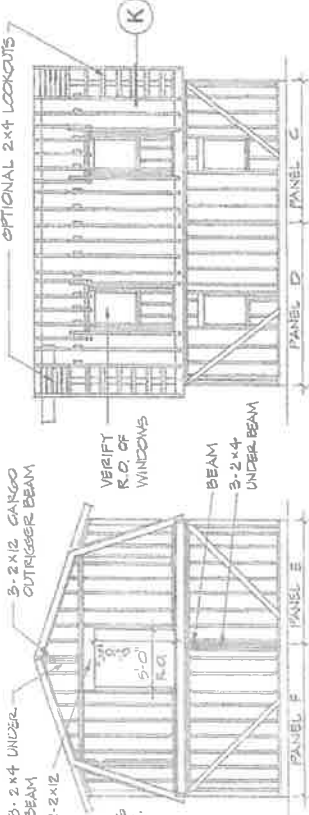 3-2x4 UNDER
BEAM
2-2x12
3-2x12 CARGO
OUTRIGGER BEAM
5'-0"
R.O.
BEAM
3-2x4
UNDER BEAM
PANEL F
PANEL E
OPTIONAL 2x4 LOOKOUTS
K
VERIFY
R.O. OF
WINDOWS
PANEL D
PANEL C